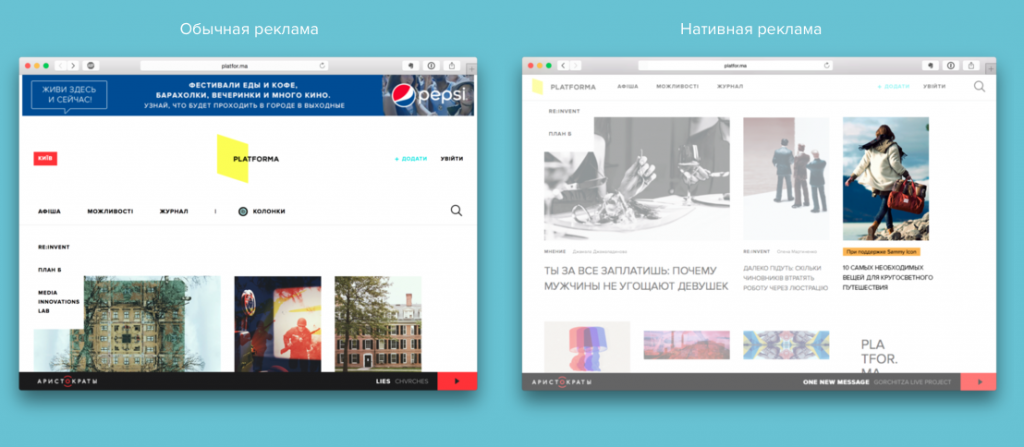 Обычная реклама
Нативная реклама
platfor.ma
ЖИВИ ЗДЕСЬ
И СЕЙЧАС!
ФЕСТИВАЛИ ЕДЫ И КОФЕ,
БАРАХОЛКИ, ВЕЧЕРИНКИ И МНОГО КИНО.
УЗНАЙ, ЧТО БУДЕТ ПРОХОДИТЬ В ГОРОДЕ В ВЫХОДНЫЕ
pepsi
КИЇВ
PLATFORMA
+ ДОДАТИ
УВІЙТИ
АФІША
МОЖЛИВОСТІ
ЖУРНАЛ
КОЛОНКИ
RE:INVENT
ПЛАН Б
MEDIA
INNOVATIONS
LAB
АРИСТОКРАТЫ
LIES CHVRCHES
platfor.ma
PLATFORMA
АФІША
МОЖЛИВОСТІ
ЖУРНАЛ
+ ДОДАТИ
УВІЙТИ
RE:INVENT
ПЛАН Б
МНЕНИЕ
ТЫ ЗА ВСЕ ЗАПЛАТИШЬ: ПОЧЕМУ
МУЖЧИНЫ НЕ УГОЩАЮТ ДЕВУШЕК
RE:INVENT
ДАЛЕКО ПІДУТЬ: СКІЛЬКИ
ЧИНОВНИКІВ ВТРАТЯТЬ
РОБОТУ ЧЕРЕЗ ЛЮСТРАЦІЮ
При поддержке Sammy Icon
10 САМЫХ НЕОБХОДИМЫХ
ВЕЩЕЙ ДЛЯ КРУГОСВЕТНОГО
ПУТЕШЕСТВИЯ
PLA
TFOR.
MA
АРИСТОКРАТЫ
ONE NEW MESSAGE GORCHITZA LIVE PROJECT